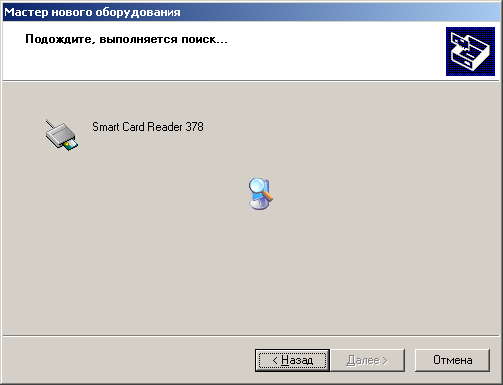 Мастер нового оборудования
Подождите, выполняется поиск...
Smart Card Reader 378
< Назад
Далее >
Отмена